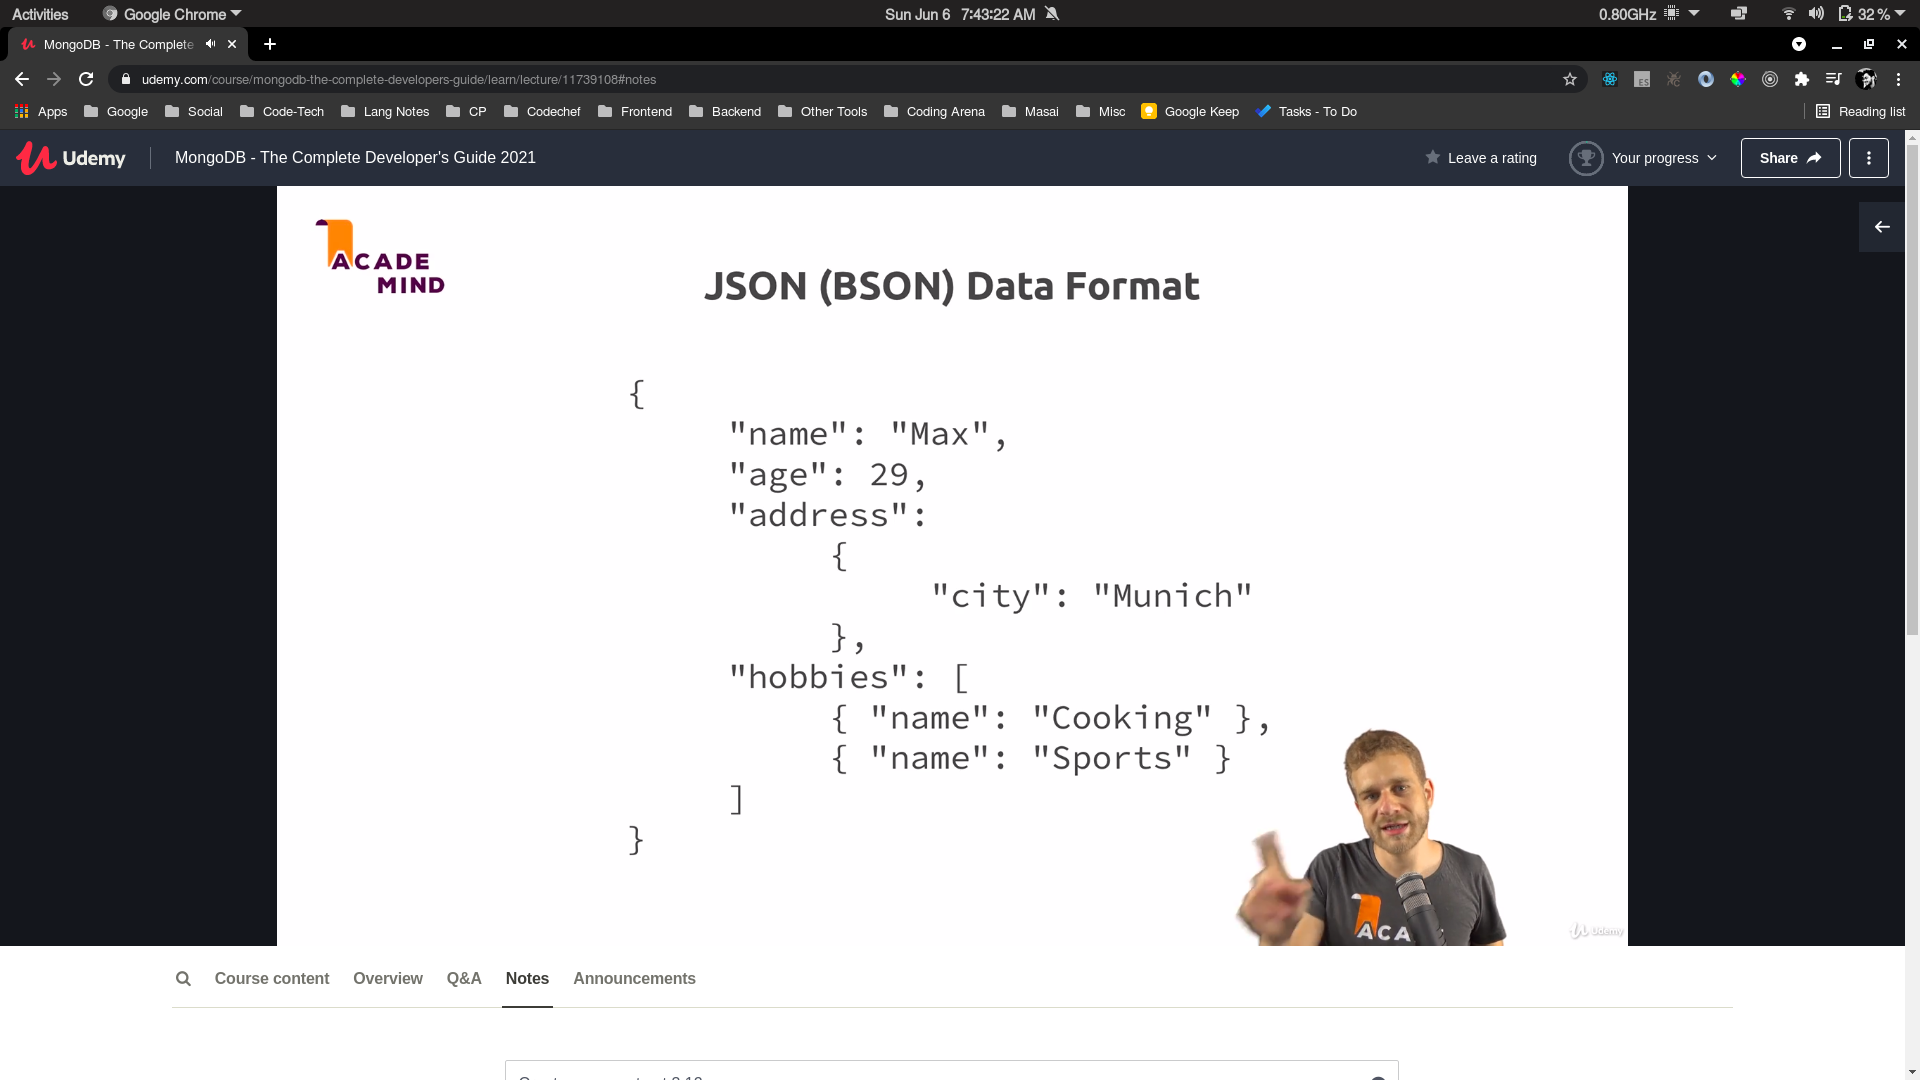 Activities Google Chrome Sun Jun 6 7:43:22 AM 0.80GHz 32 %
MongoDB - The Complete
udemy.com/course/mongodb-the-complete-developers-guide/learn/lecture/11739108#notes
Apps Google Social Code-Tech Lang Notes CP Codechef Frontend Backend Other Tools Coding Arena Masai Misc Google Keep Tasks - To Do Reading list
Udemy MongoDB - The Complete Developer's Guide 2021 Leave a rating Your progress Share
ACADE
MIND
JSON (BSON) Data Format
{
"name": "Max",
"age": 29,
"address":
{
"city": "Munich"
},
"hobbies": [
{ "name": "Cooking" },
{ "name": "Sports" }
]
}
ACA
Udemy
Course content Overview Q&A Notes Announcements